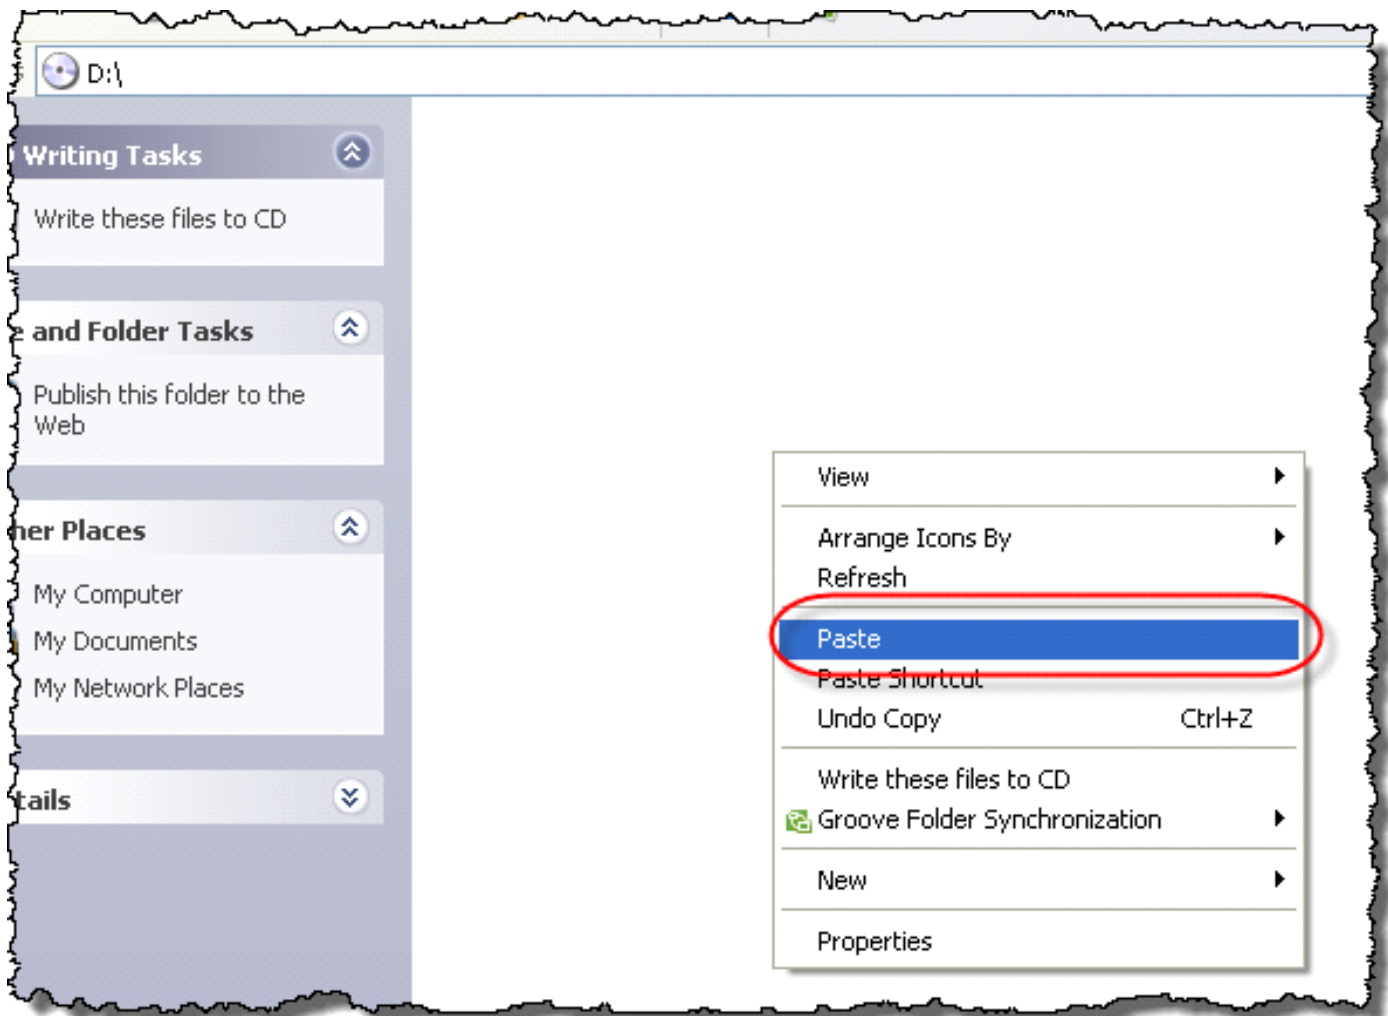 D:\
Writing Tasks
Write these files to CD
and Folder Tasks
Publish this folder to the
Web
Places
My Computer
My Documents
My Network Places
View
Arrange Icons By
Refresh
Paste
Paste Shortcut
Undo Copy Ctrl+Z
Write these files to CD
Groove Folder Synchronization
New
Properties